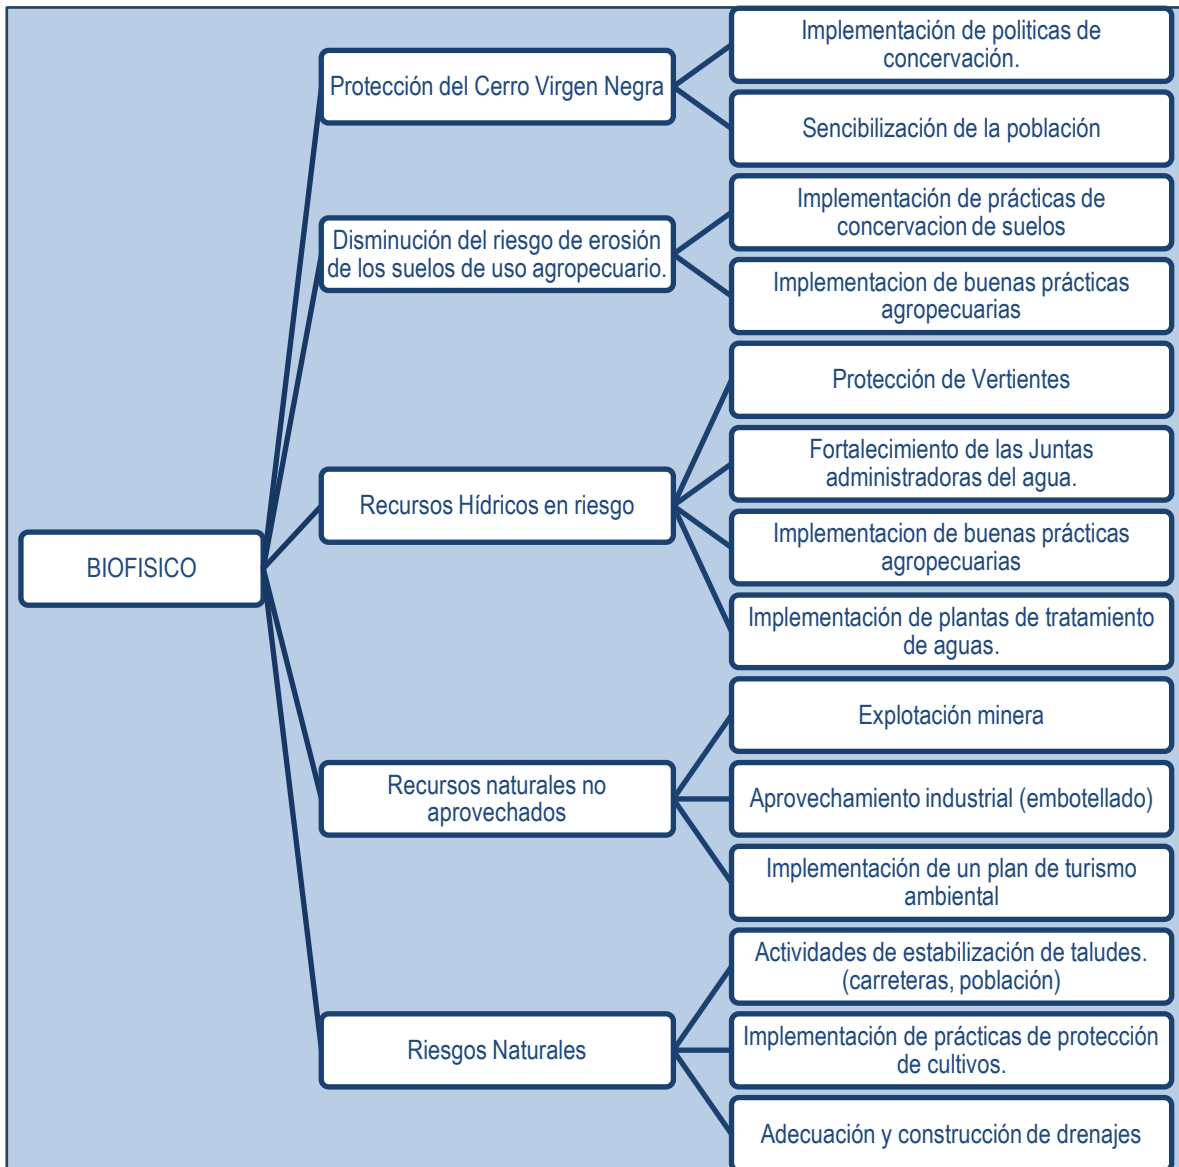 BIOFISICO
Protección del Cerro Virgen Negra
Implementación de politicas de
concervación.
Sencibilización de la población
Disminución del riesgo de erosión
de los suelos de uso agropecuario.
Implementación de prácticas de
concervacion de suelos
Implementacion de buenas prácticas
agropecuarias
Recursos Hídricos en riesgo
Protección de Vertientes
Fortalecimiento de las Juntas
administradoras del agua.
Implementacion de buenas prácticas
agropecuarias
Implementación de plantas de tratamiento
de aguas.
Recursos naturales no
aprovechados
Explotación minera
Aprovechamiento industrial (embotellado)
Implementación de un plan de turismo
ambiental
Riesgos Naturales
Actividades de estabilización de taludes.
(carreteras, población)
Implementación de prácticas de protección
de cultivos.
Adecuación y construcción de drenajes